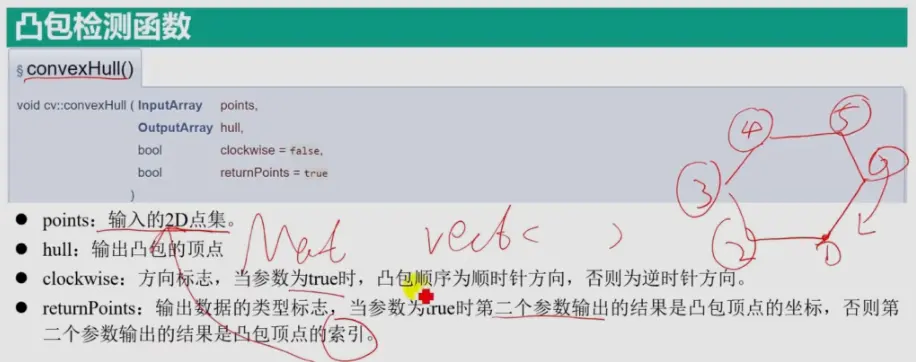 凸包检测函数
§ convexHull()
void cv::convexHull ( InputArray points,
OutputArray hull,
bool clockwise = false,
bool returnPoints = true
)
④ ⑤
③
②
points：输入的2D点集。
Mat vect< >
hull：输出凸包的顶点
clockwise：方向标志，当参数为true时，凸包顺序为顺时针方向，否则为逆时针方向。
returnPoints：输出数据的类型标志，当参数为true时第二个参数输出的结果是凸包顶点的坐标，否则第
二个参数输出的结果是凸包顶点的索引。